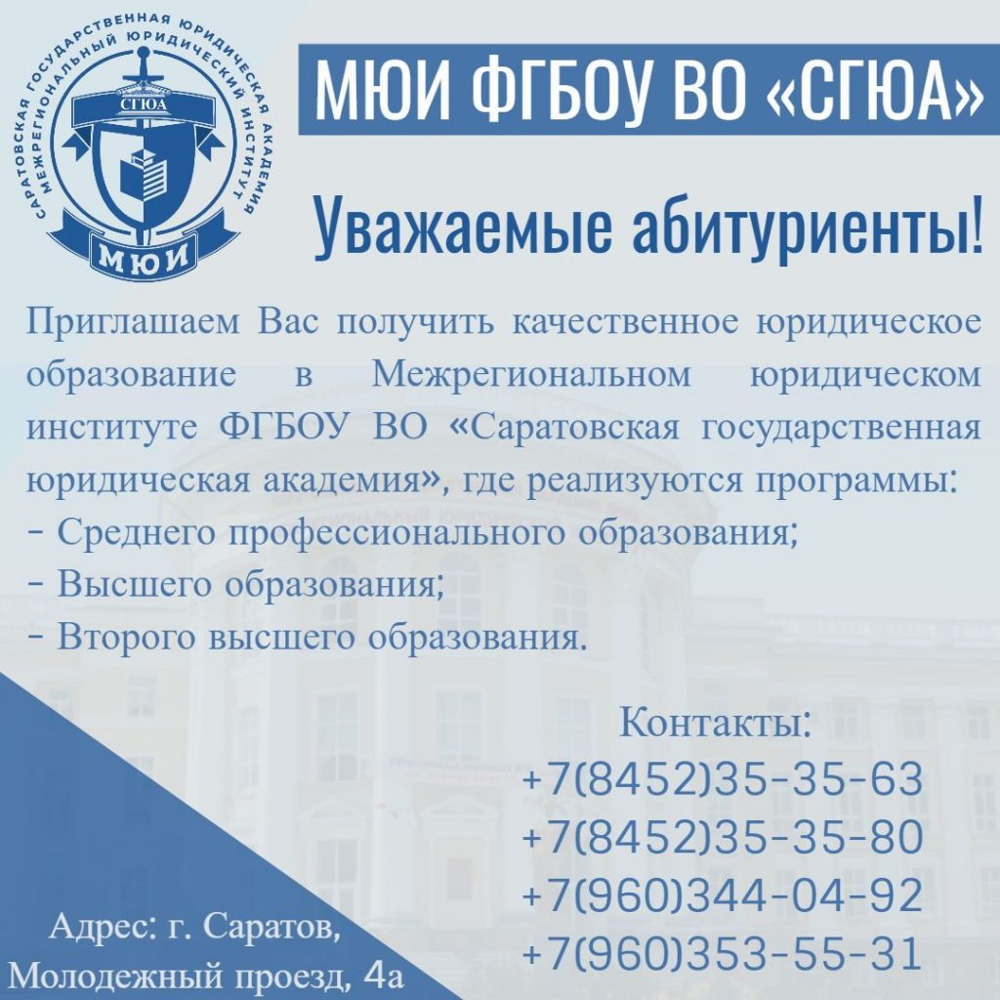 САРАТОВСКАЯ ГОСУДАРСТВЕННАЯ ЮРИДИЧЕСКАЯ АКАДЕМИЯ
МЕЖРЕГИОНАЛЬНЫЙ ЮРИДИЧЕСКИЙ ИНСТИТУТ
СГЮА
МЮИ
МЮИ ФГБОУ ВО «СГЮА»
Уважаемые абитуриенты!
Приглашаем Вас получить качественное юридическое
образование в Межрегиональном юридическом
институте ФГБОУ ВО «Саратовская государственная
юридическая академия», где реализуются программы:
- Среднего профессионального образования;
- Высшего образования;
- Второго высшего образования.
Контакты:
+7(8452)35-35-63
+7(8452)35-35-80
+7(960)344-04-92
+7(960)353-55-31
Адрес: г. Саратов,
Молодежный проезд, 4а